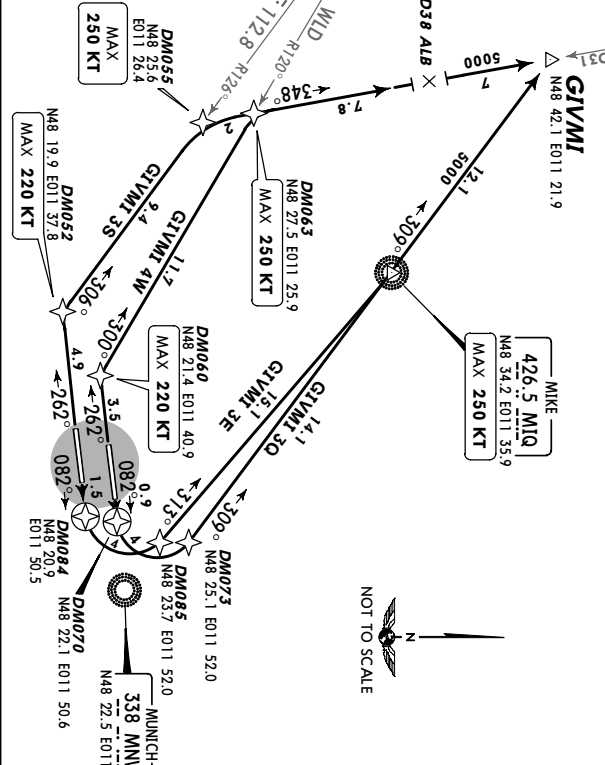 D31
GIVMI
N48 42.1 E011 21.9
D38 ALB
5000
7
7.8
←348°
WLD
R120°
112.8
R126°
DM055
N48 25.6
E011 26.4
MAX
250 KT
2
DM063
N48 27.5 E011 25.9
MAX 250 KT
12.1
5000
←309°
MIKE
426.5 MIQ
N48 34.2 E011 35.9
MAX 250 KT
GIVMI 3S
9.4
GIVMI 4W
11.7
DM052
N48 19.9 E011 37.8
MAX 220 KT
←306°
←300°
DM060
N48 21.4 E011 40.9
MAX 220 KT
GIVMI 3E
15.1
GIVMI 3Q
14.1
4.9
←262°
3.5
←262°
082°→
1.5
082°→
0.9
←313°
←309°
4
4
DM084
N48 20.9
E011 50.5
DM070
N48 22.1 E011 50.6
DM085
N48 23.7 E011 52.0
DM073
N48 25.1 E011 52.0
MUNICH-
338 MNW
N48 22.5 E011
N
NOT TO SCALE